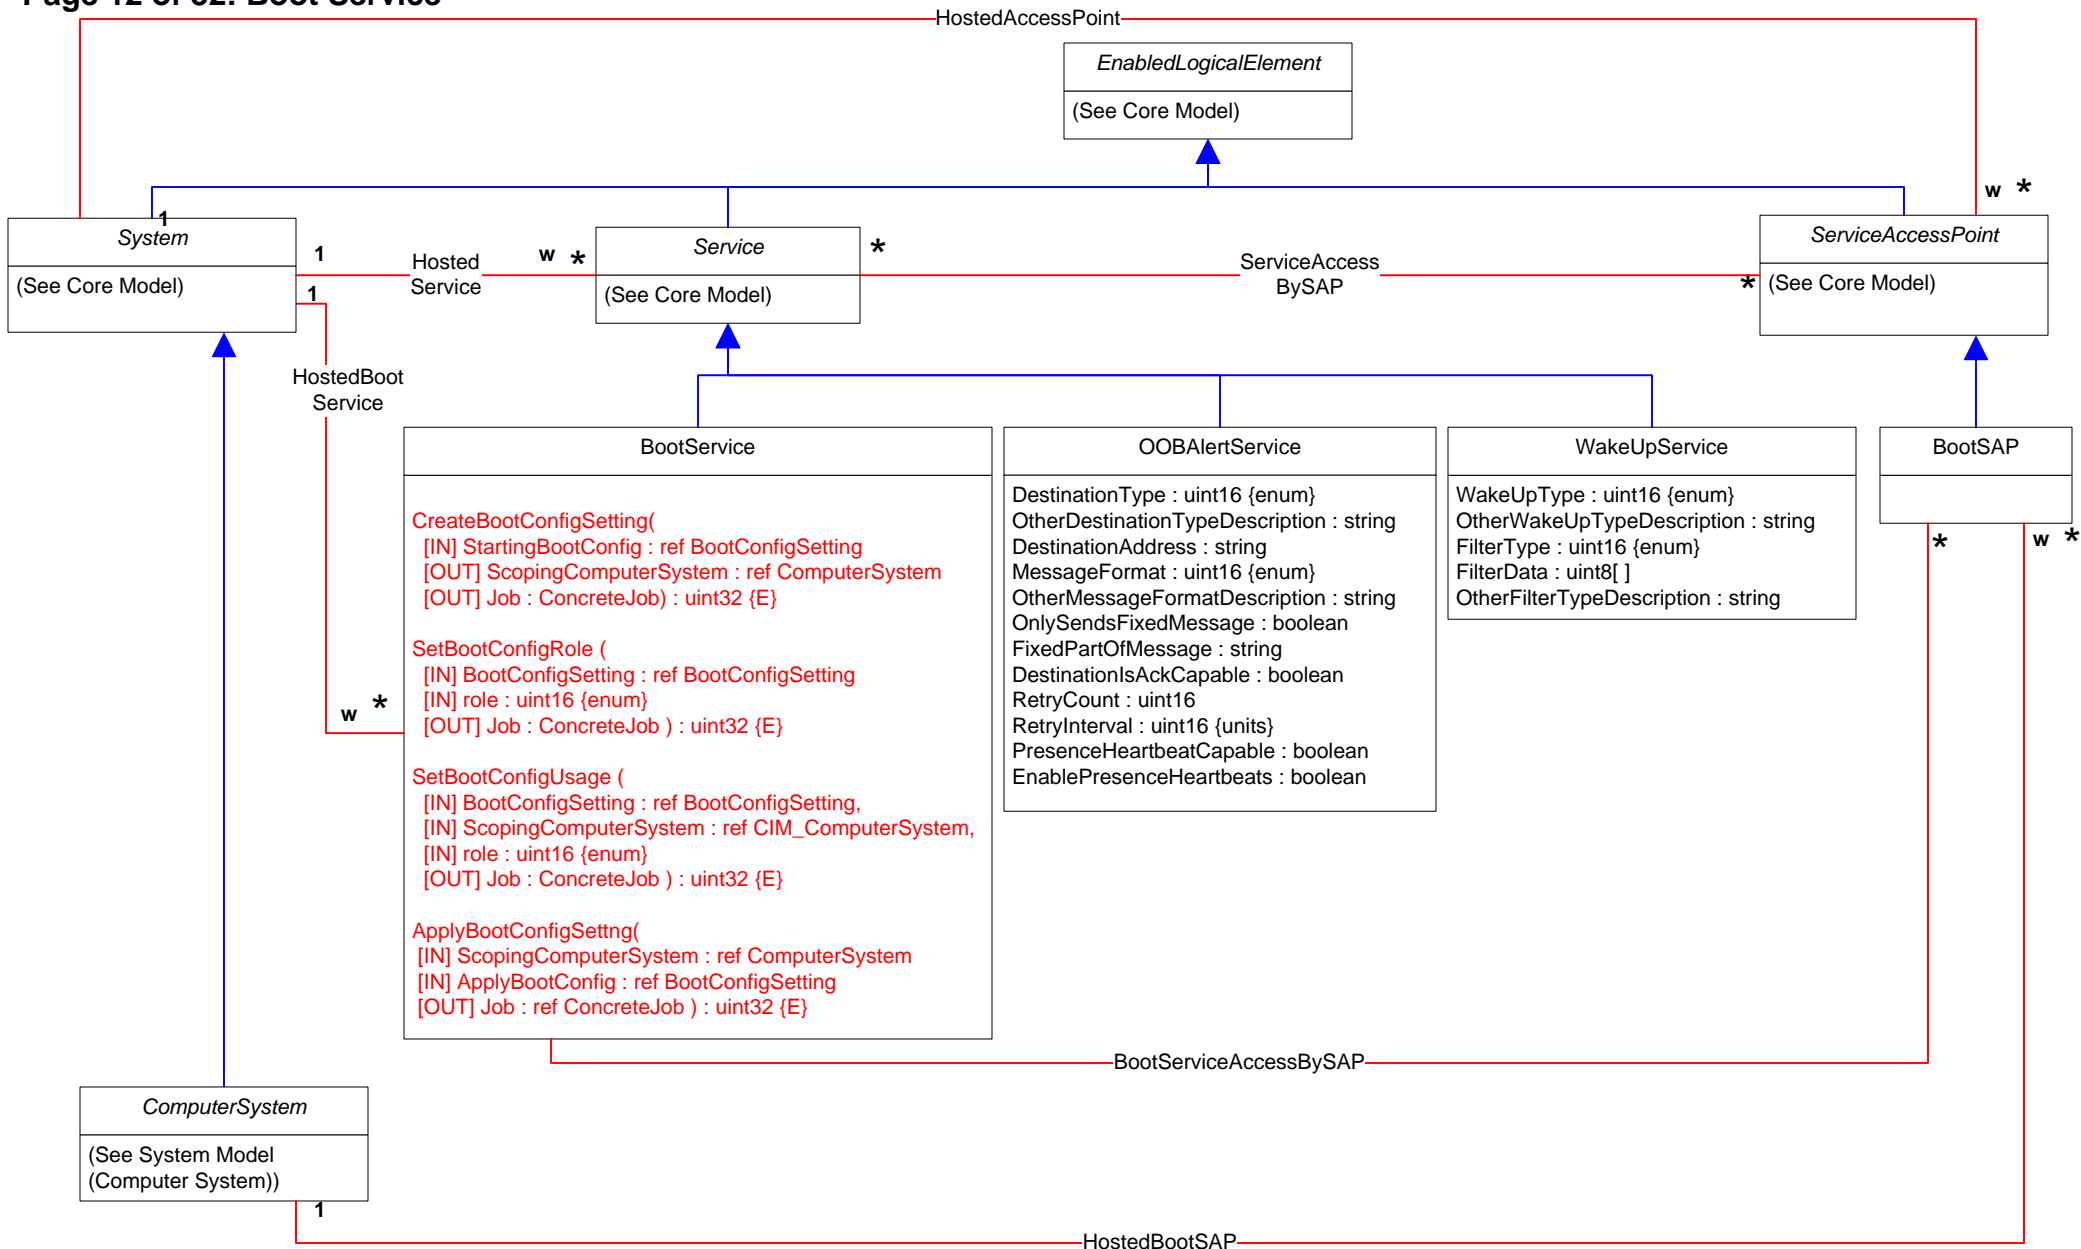 Page 12 of 52: Boot Service
HostedAccessPoint
EnabledLogicalElement
(See Core Model)
w *
1
System
(See Core Model)
1
1
Hosted
Service
w *
Service
(See Core Model)
*
ServiceAccess
BySAP
*
ServiceAccessPoint
(See Core Model)
HostedBoot
Service
w *
BootService
CreateBootConfigSetting(
[IN] StartingBootConfig : ref BootConfigSetting
[OUT] ScopingComputerSystem : ref ComputerSystem
[OUT] Job : ConcreteJob) : uint32 {E}
SetBootConfigRole (
[IN] BootConfigSetting : ref BootConfigSetting
[IN] role : uint16 {enum}
[OUT] Job : ConcreteJob ) : uint32 {E}
SetBootConfigUsage (
[IN] BootConfigSetting : ref BootConfigSetting,
[IN] ScopingComputerSystem : ref CIM_ComputerSystem,
[IN] role : uint16 {enum}
[OUT] Job : ConcreteJob ) : uint32 {E}
ApplyBootConfigSettng(
[IN] ScopingComputerSystem : ref ComputerSystem
[IN] ApplyBootConfig : ref BootConfigSetting
[OUT] Job : ref ConcreteJob ) : uint32 {E}
OOBAlertService
DestinationType : uint16 {enum}
OtherDestinationTypeDescription : string
DestinationAddress : string
MessageFormat : uint16 {enum}
OtherMessageFormatDescription : string
OnlySendsFixedMessage : boolean
FixedPartOfMessage : string
DestinationIsAckCapable : boolean
RetryCount : uint16
RetryInterval : uint16 {units}
PresenceHeartbeatCapable : boolean
EnablePresenceHeartbeats : boolean
WakeUpService
WakeUpType : uint16 {enum}
OtherWakeUpTypeDescription : string
FilterType : uint16 {enum}
FilterData : uint8[ ]
OtherFilterTypeDescription : string
BootSAP
*
w *
BootServiceAccessBySAP
ComputerSystem
(See System Model
(Computer System))
1
HostedBootSAP